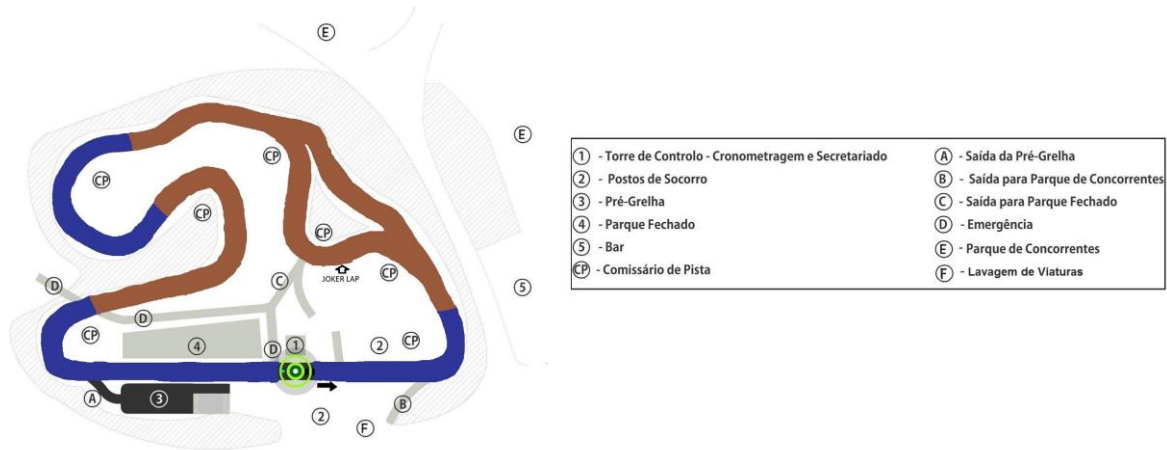 E
E
CP
CP
CP
CP
CP
JOKER LAP
C
D
D
5
CP
4
D
1
2
CP
A
3
B
2
F
1 - Torre de Controlo - Cronometragem e Secretariado
2 - Postos de Socorro
3 - Pré-Grelha
4 - Parque Fechado
5 - Bar
CP - Comissário de Pista
A - Saída da Pré-Grelha
B - Saída para Parque de Concorrentes
C - Saída para Parque Fechado
D - Emergência
E - Parque de Concorrentes
F - Lavagem de Viaturas